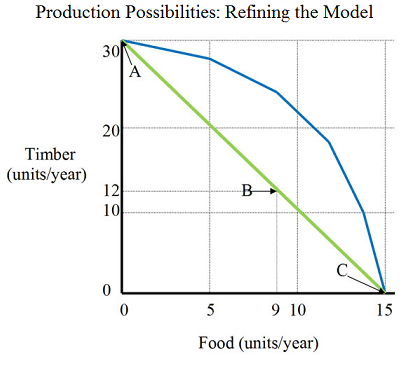 Production Possibilities: Refining the Model
30
A
20
Timber
(units/year)
12
B
10
C
0
0 5 9 10 15
Food (units/year)